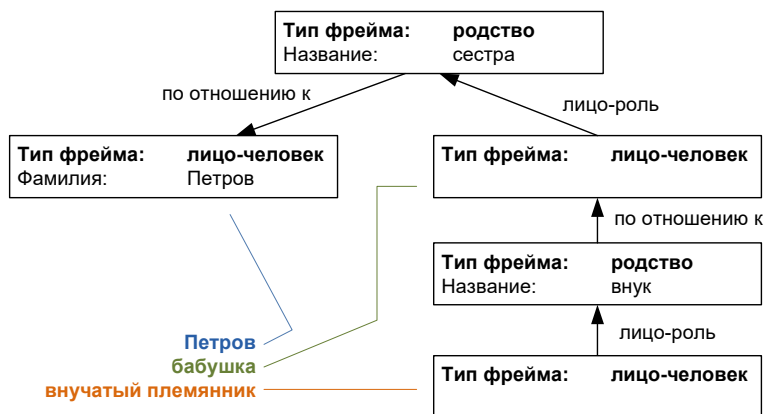 Тип фрейма: родство
Название: сестра
по отношению к
лицо-роль
Тип фрейма: лицо-человек
Фамилия: Петров
Тип фрейма: лицо-человек
по отношению к
Тип фрейма: родство
Название: внук
лицо-роль
Петров
бабушка
внучатый племянник
Тип фрейма: лицо-человек